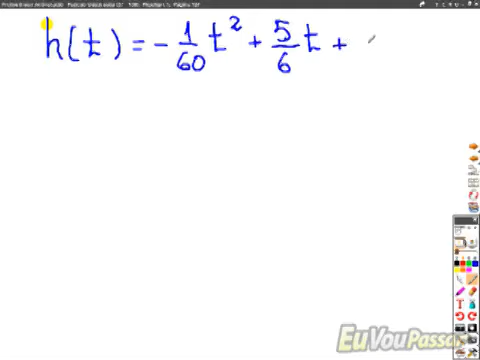 h(t) = - 1/60 t² + 5/6 t +
EuVouPassar